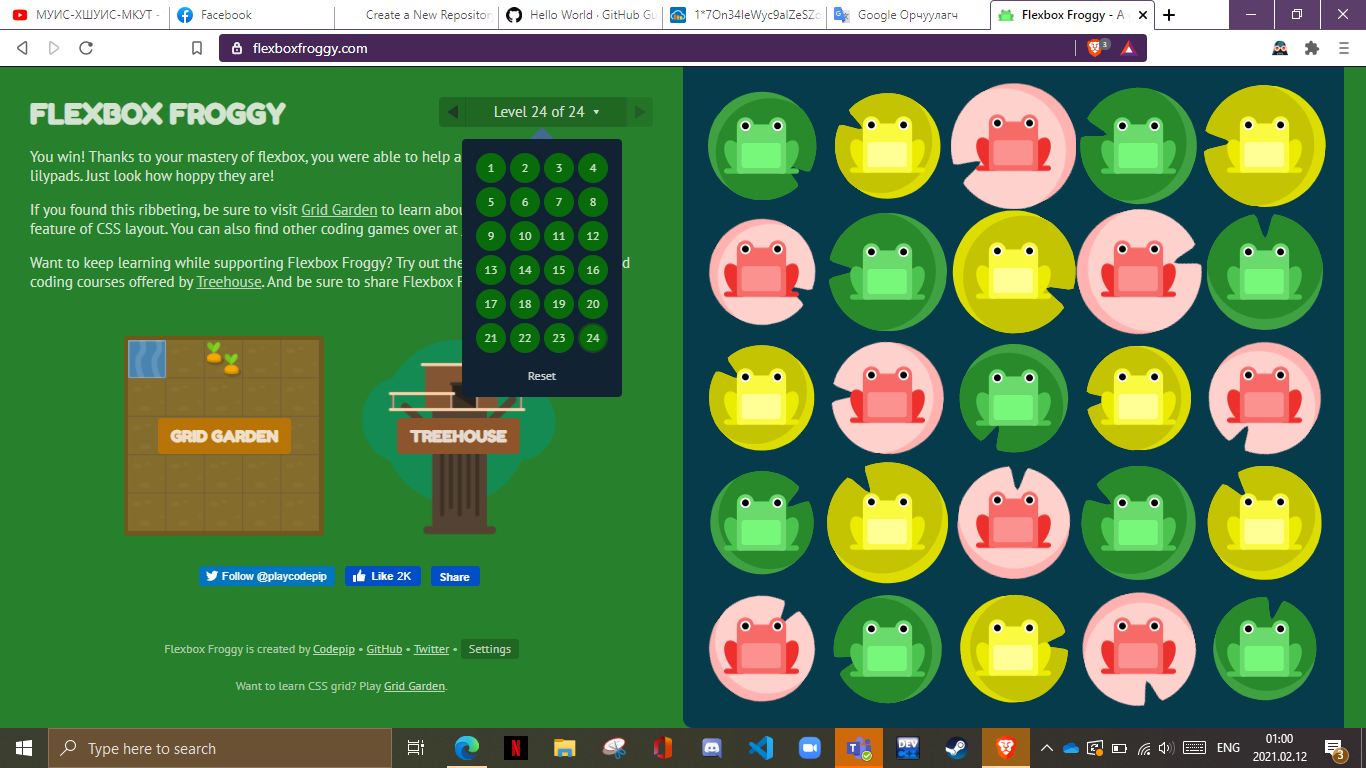 МУИС-ХШУИС-МКУТ -
Facebook
Create a New Repository
Hello World · GitHub Gu
1*7On34IeWyc9alZeSZo
Google Орчуулагч
Flexbox Froggy - A
flexboxfroggy.com
3
FLEXBOX FROGGY
Level 24 of 24
You win! Thanks to your mastery of flexbox, you were able to help a
lilypads. Just look how hoppy they are!
If you found this ribbeting, be sure to visit Grid Garden to learn abou
feature of CSS layout. You can also find other coding games over at
Want to keep learning while supporting Flexbox Froggy? Try out the d
coding courses offered by Treehouse. And be sure to share Flexbox F
1 2 3 4
5 6 7 8
9 10 11 12
13 14 15 16
17 18 19 20
21 22 23 24
Reset
GRID GARDEN
TREEHOUSE
Follow @playcodepip Like 2K Share
Flexbox Froggy is created by Codepip • GitHub • Twitter • Settings
Want to learn CSS grid? Play Grid Garden.
Type here to search
N
DEV
ENG
01:00
2021.02.12
3